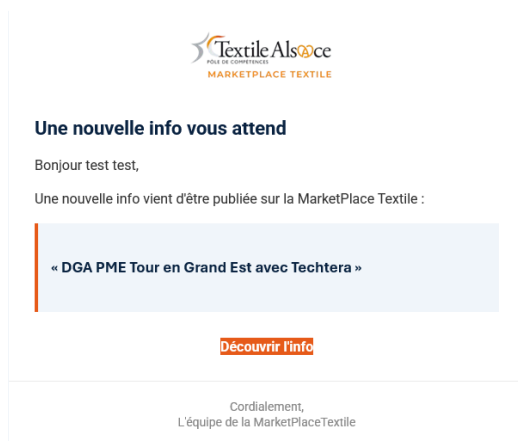 Textile Alsace
PÔLE DE COMPÉTENCES
MARKETPLACE TEXTILE
Une nouvelle info vous attend
Bonjour test test,
Une nouvelle info vient d'être publiée sur la MarketPlace Textile :
« DGA PME Tour en Grand Est avec Techtera »
Découvrir l'info
Cordialement,
L'équipe de la MarketPlaceTextile